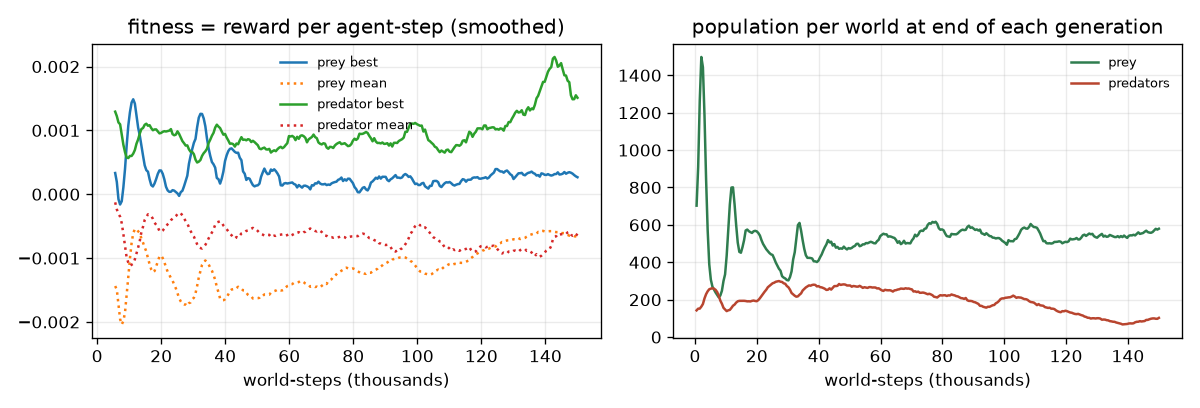 fitness = reward per agent-step (smoothed)
0.002
0.001
0.000
−0.001
−0.002
prey best
prey mean
predator best
predator mean
0 20 40 60 80 100 120 140
world-steps (thousands)
population per world at end of each generation
1400
1200
1000
800
600
400
200
0
prey
predators
0 20 40 60 80 100 120 140
world-steps (thousands)